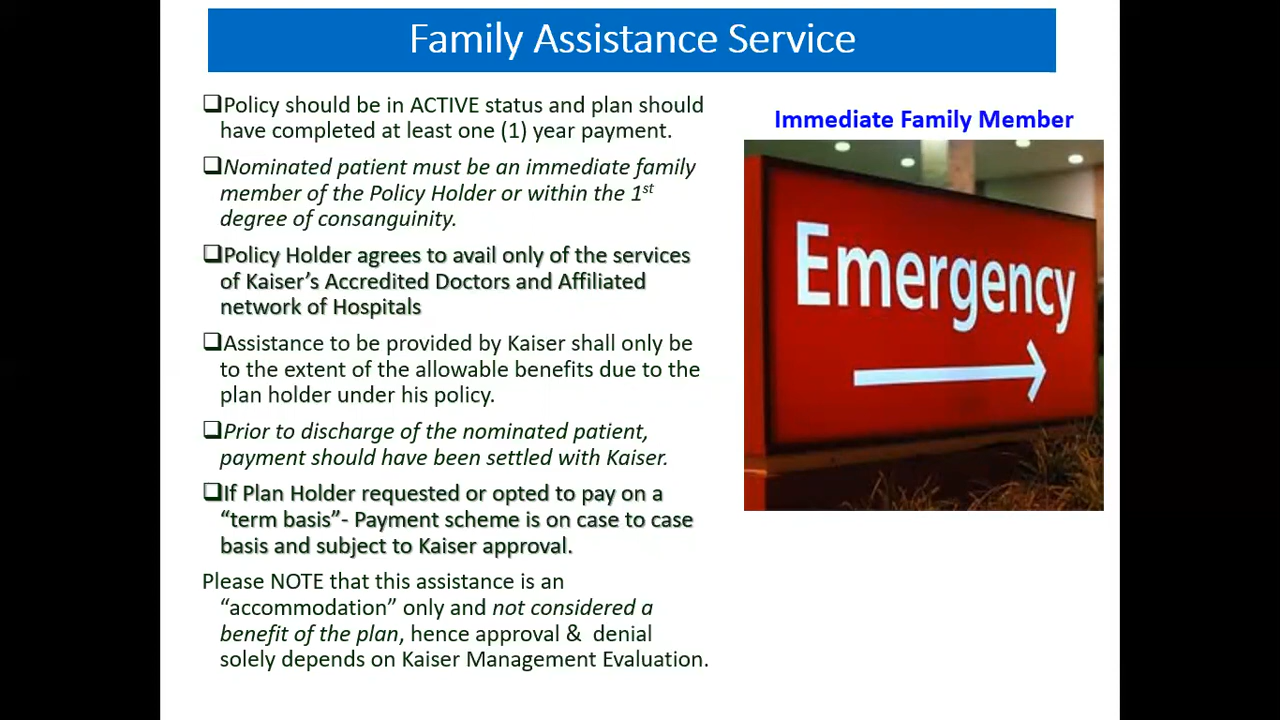 Family Assistance Service
❑Policy should be in ACTIVE status and plan should
have completed at least one (1) year payment.
❑Nominated patient must be an immediate family
member of the Policy Holder or within the 1st
degree of consanguinity.
❑Policy Holder agrees to avail only of the services
of Kaiser’s Accredited Doctors and Affiliated
network of Hospitals
❑Assistance to be provided by Kaiser shall only be
to the extent of the allowable benefits due to the
plan holder under his policy.
❑Prior to discharge of the nominated patient,
payment should have been settled with Kaiser.
❑If Plan Holder requested or opted to pay on a
“term basis”- Payment scheme is on case to case
basis and subject to Kaiser approval.
Please NOTE that this assistance is an
“accommodation” only and not considered a
benefit of the plan, hence approval & denial
solely depends on Kaiser Management Evaluation.
Immediate Family Member
Emergency